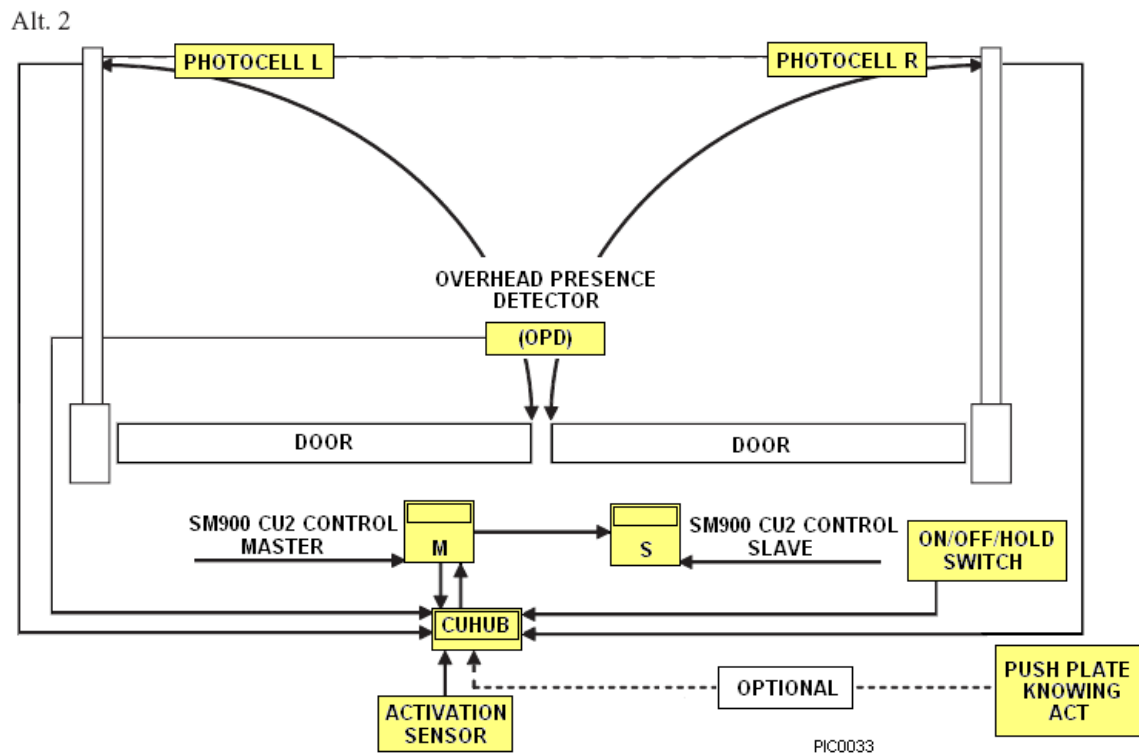 Alt. 2
PHOTOCELL L
PHOTOCELL R
OVERHEAD PRESENCE
DETECTOR
(OPD)
DOOR
DOOR
SM900 CU2 CONTROL
MASTER
M
S
SM900 CU2 CONTROL
SLAVE
ON/OFF/HOLD
SWITCH
CUHUB
ACTIVATION
SENSOR
OPTIONAL
PUSH PLATE
KNOWING
ACT
PIC0033